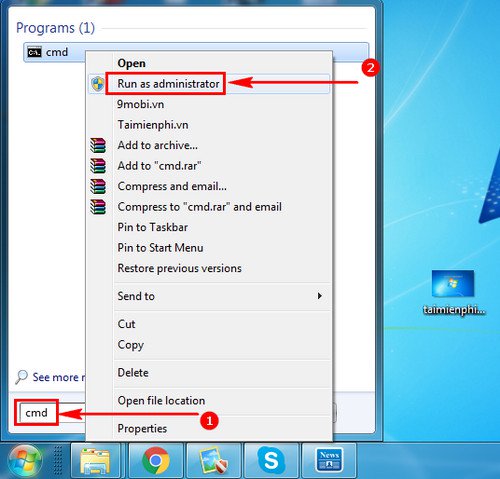 Programs (1)
cmd
Open
Run as administrator
2
9mobi.vn
Taimienphi.vn
Add to archive...
Add to "cmd.rar"
Compress and email...
Compress to "cmd.rar" and email
Pin to Taskbar
Pin to Start Menu
Restore previous versions
Send to
taimienphi...
Cut
Copy
Delete
See more r
Open file location
cmd
1
Properties
News